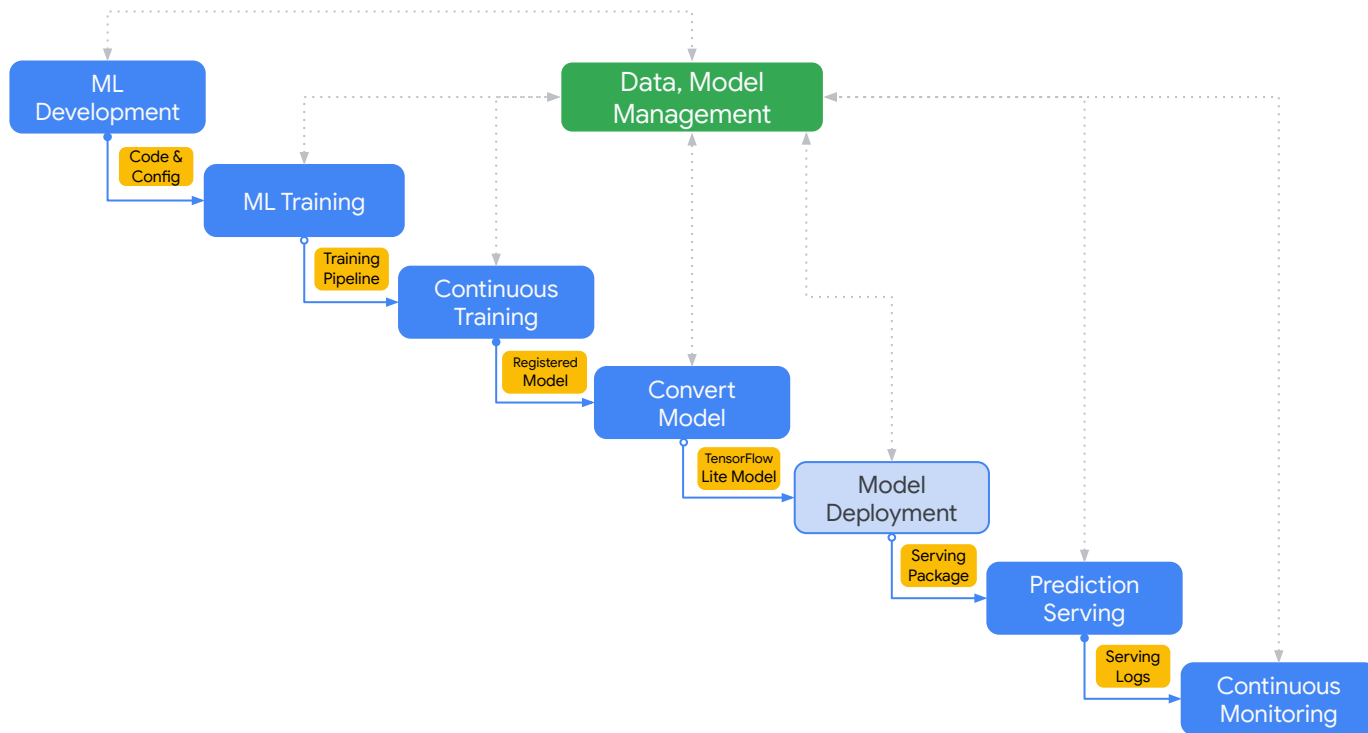 ML
Development
Data, Model
Management
Code &
Config
ML Training
Training
Pipeline
Continuous
Training
Registered
Model
Convert
Model
TensorFlow
Lite Model
Model
Deployment
Serving
Package
Prediction
Serving
Serving
Logs
Continuous
Monitoring